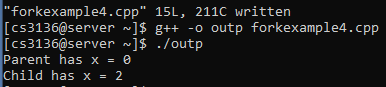 "forkexample4.cpp" 15L, 211C written
[cs3136@server ~]$ g++ -o outp forkexample4.cpp
[cs3136@server ~]$ ./outp
Parent has x = 0
Child has x = 2